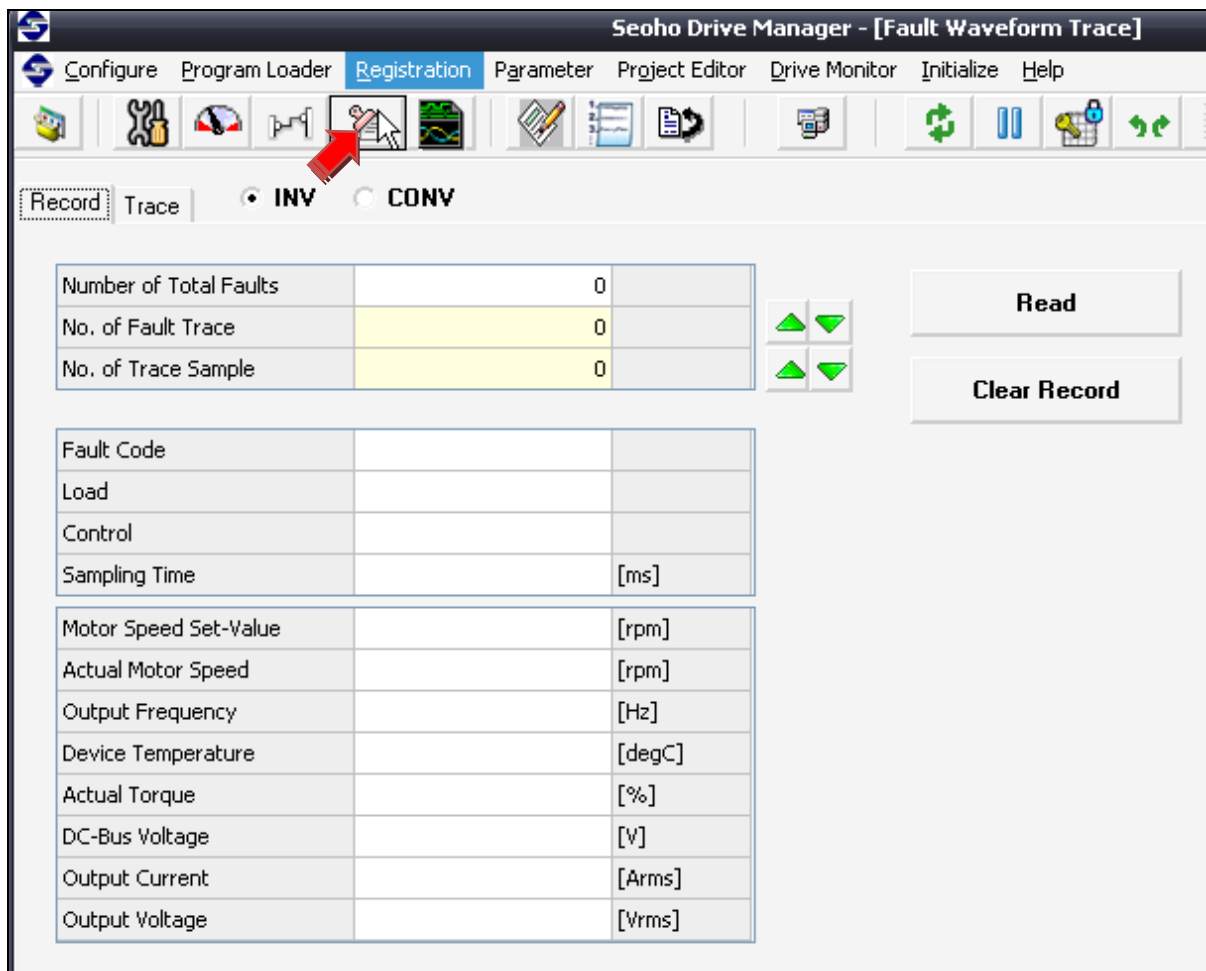 Seoho Drive Manager - [Fault Waveform Trace]
Configure Program Loader Registration Parameter Project Editor Drive Monitor Initialize Help
Record Trace INV CONV
Number of Total Faults 0
No. of Fault Trace 0
No. of Trace Sample 0
Read
Clear Record
Fault Code
Load
Control
Sampling Time [ms]
Motor Speed Set-Value [rpm]
Actual Motor Speed [rpm]
Output Frequency [Hz]
Device Temperature [degC]
Actual Torque [%]
DC-Bus Voltage [V]
Output Current [Arms]
Output Voltage [Vrms]